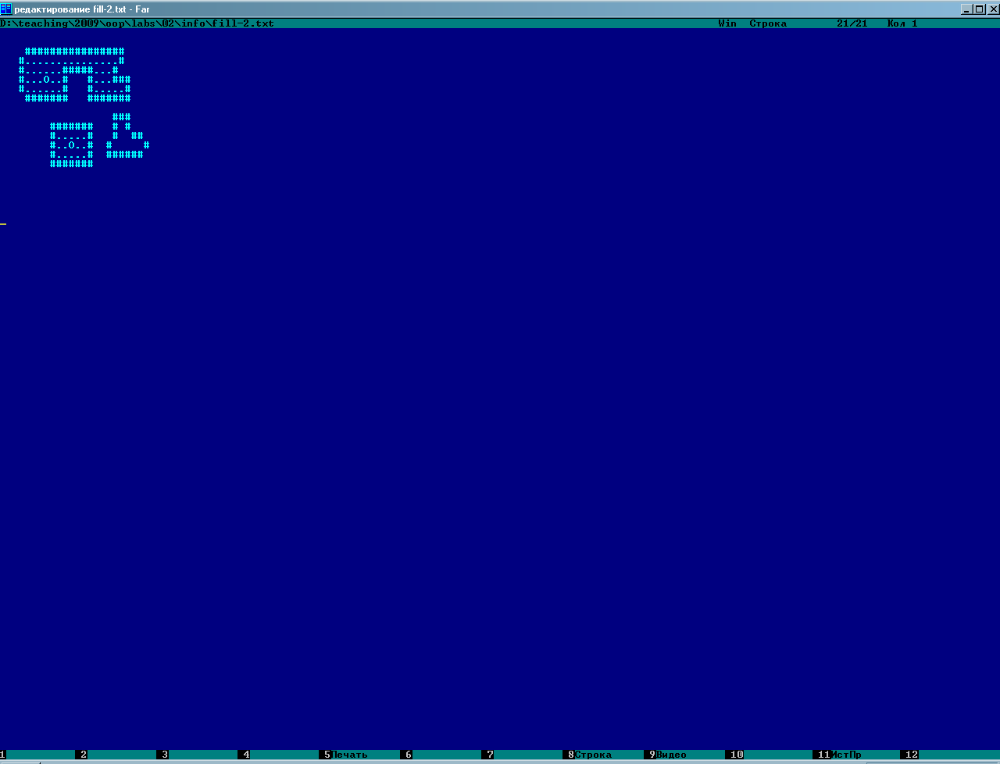 редактирование fill-2.txt - Far
D:\teaching\2009\oop\labs\02\info\fill-2.txt Win Строка 21/21 Кол 1
    ################
   #...............#
   #......#####...#
   #...O..#   #...###
   #......#   #.....#
    #######   #######
                  ###
        #######   # #
        #.....#   #  ##
        #..O..#  #     #
        #.....#  ######
        #######
1 2 3 4 5Печать 6 7 8Строка 9Видео 10 11ИстПр 12